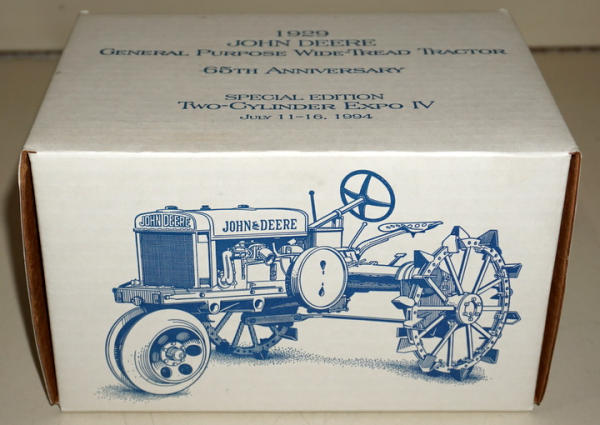 1929
JOHN DEERE
GENERAL PURPOSE WIDE-TREAD TRACTOR
65TH ANNIVERSARY
SPECIAL EDITION
TWO-CYLINDER EXPO IV
JULY 11-16, 1994
JOHN DEERE
JOHN DEERE